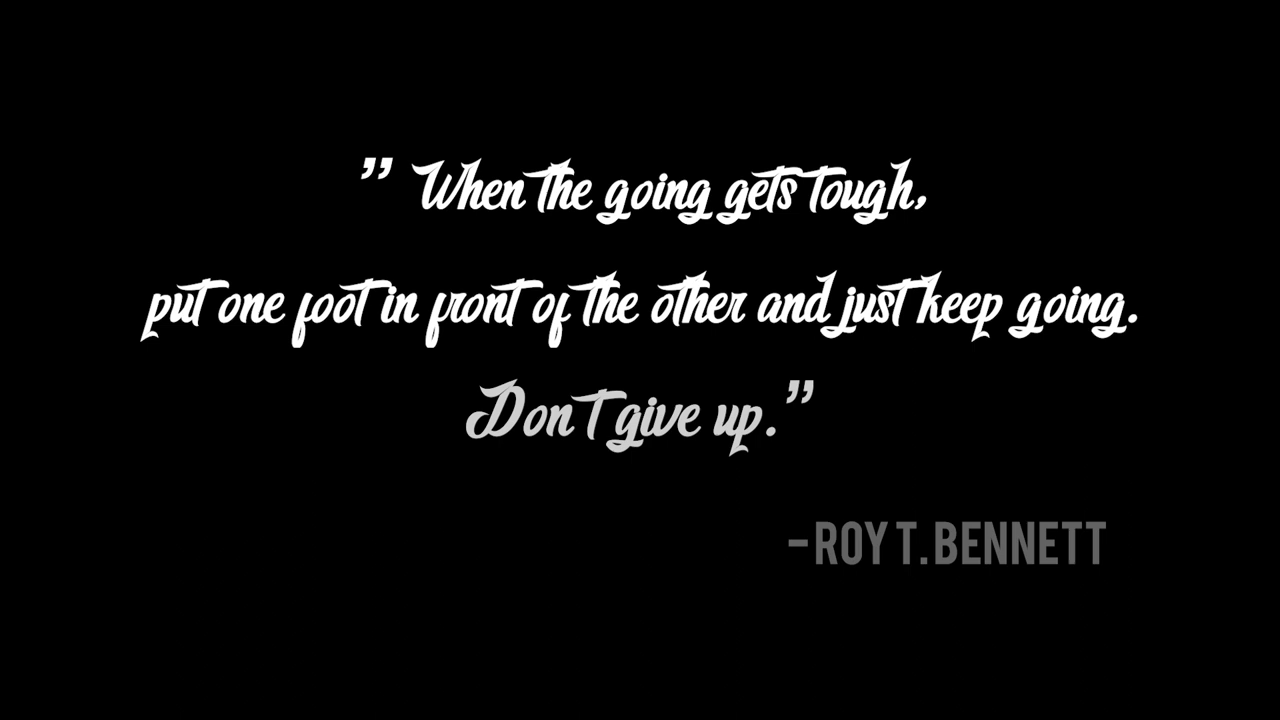 ” When the going gets tough,
put one foot in front of the other and just keep going.
Don't give up.”
-ROY T. BENNETT